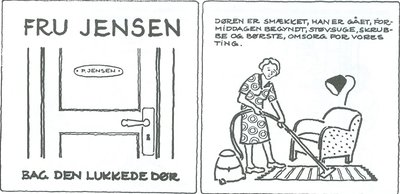 FRU JENSEN
P. JENSEN
BAG DEN LUKKEDE DØR
DØREN ER SMÆKKET, HAN ER GÅET, FOR-
MIDDAGEN BEGYNDT, STØVSUGE, SKRUB-
BE OG BØRSTE, OMSORG FOR VORES
TING.